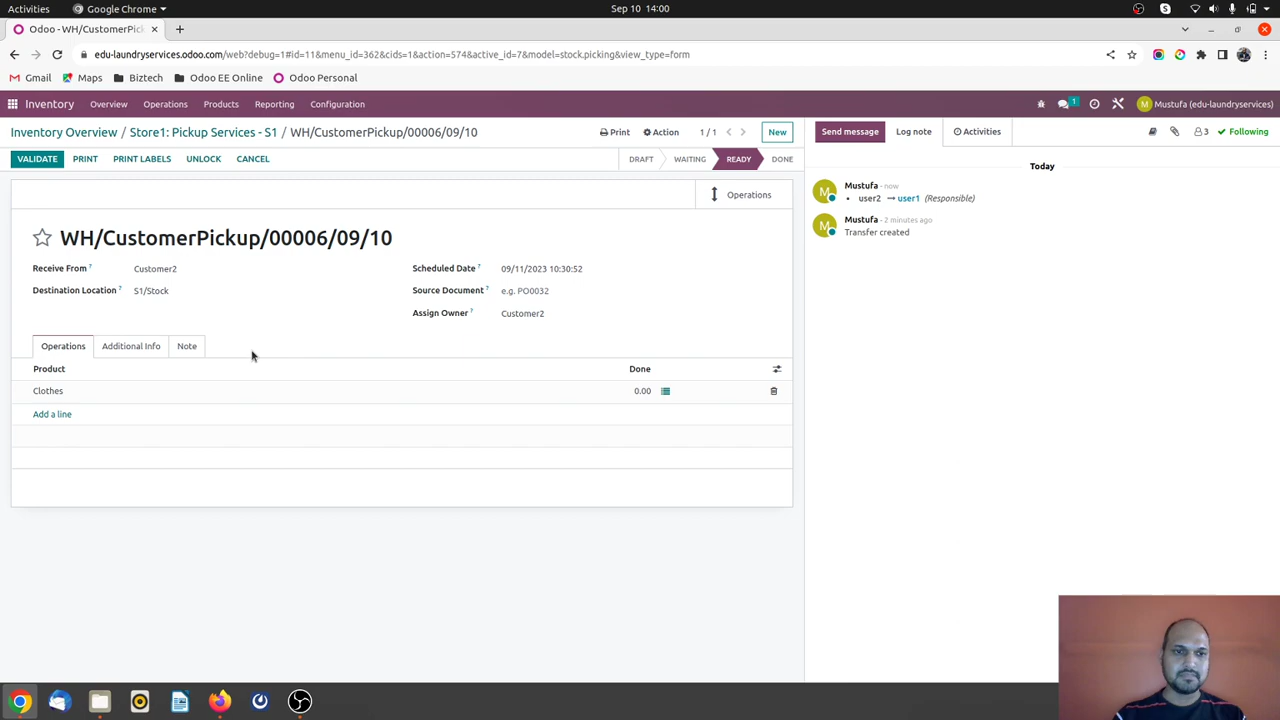 Activities
Google Chrome
Sep 10 14:00
Odoo - WH/CustomerPick
edu-laundryservices.odoo.com/web?debug=1#id=11&menu_id=362&cids=1&action=574&active_id=7&model=stock.picking&view_type=form
Gmail
Maps
Biztech
Odoo EE Online
Odoo Personal
Inventory
Overview
Operations
Products
Reporting
Configuration
1
Mustufa (edu-laundryservices)
Inventory Overview / Store1: Pickup Services - S1 / WH/CustomerPickup/00006/09/10
Print
Action
1 / 1
New
Send message
Log note
Activities
3
Following
VALIDATE
PRINT
PRINT LABELS
UNLOCK
CANCEL
DRAFT
WAITING
READY
DONE
Operations
WH/CustomerPickup/00006/09/10
Receive From ?
Customer2
Scheduled Date ?
09/11/2023 10:30:52
Destination Location ?
S1/Stock
Source Document ?
e.g. PO0032
Assign Owner ?
Customer2
Operations
Additional Info
Note
Product
Done
Clothes
0.00
Add a line
Today
M
Mustufa - now
user2 → user1 (Responsible)
M
Mustufa - 2 minutes ago
Transfer created